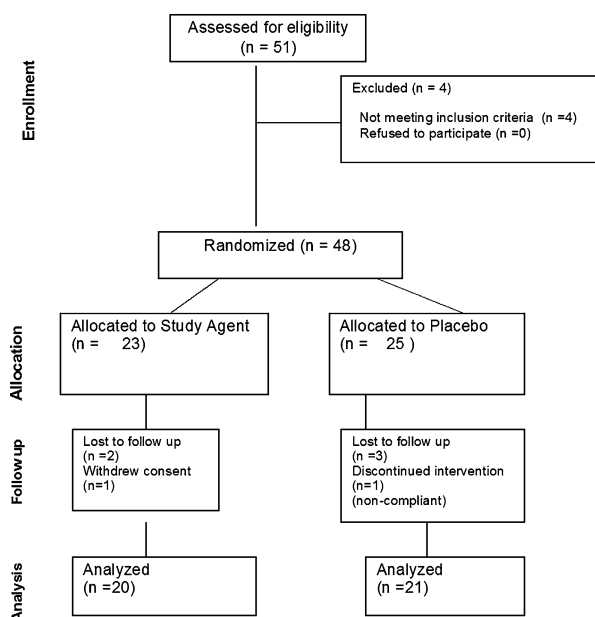 Assessed for eligibility
(n = 51)
Enrollment
Excluded (n = 4)
Not meeting inclusion criteria (n =4)
Refused to participate (n =0)
Randomized (n = 48)
Allocation
Allocated to Study Agent
(n = 23)
Allocated to Placebo
(n = 25 )
Follow up
Lost to follow up
(n =2)
Withdrew consent
(n=1)
Lost to follow up
(n =3)
Discontinued intervention
(n=1)
(non-compliant)
Analysis
Analyzed
(n =20)
Analyzed
(n =21)